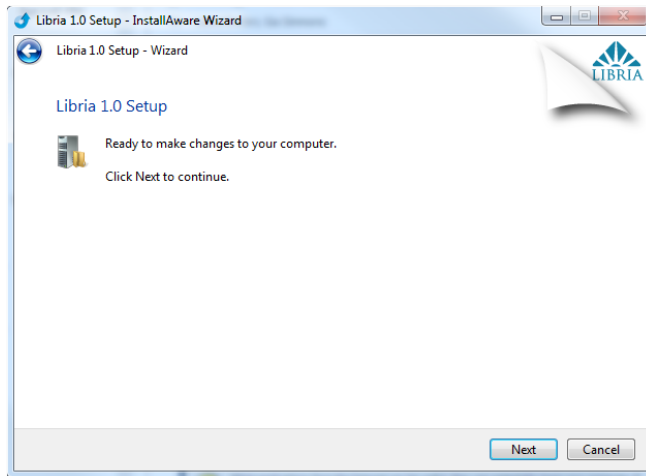 Libria 1.0 Setup - InstallAware Wizard
Libria 1.0 Setup - Wizard
LIBRIA
Libria 1.0 Setup
Ready to make changes to your computer.
Click Next to continue.
Next
Cancel